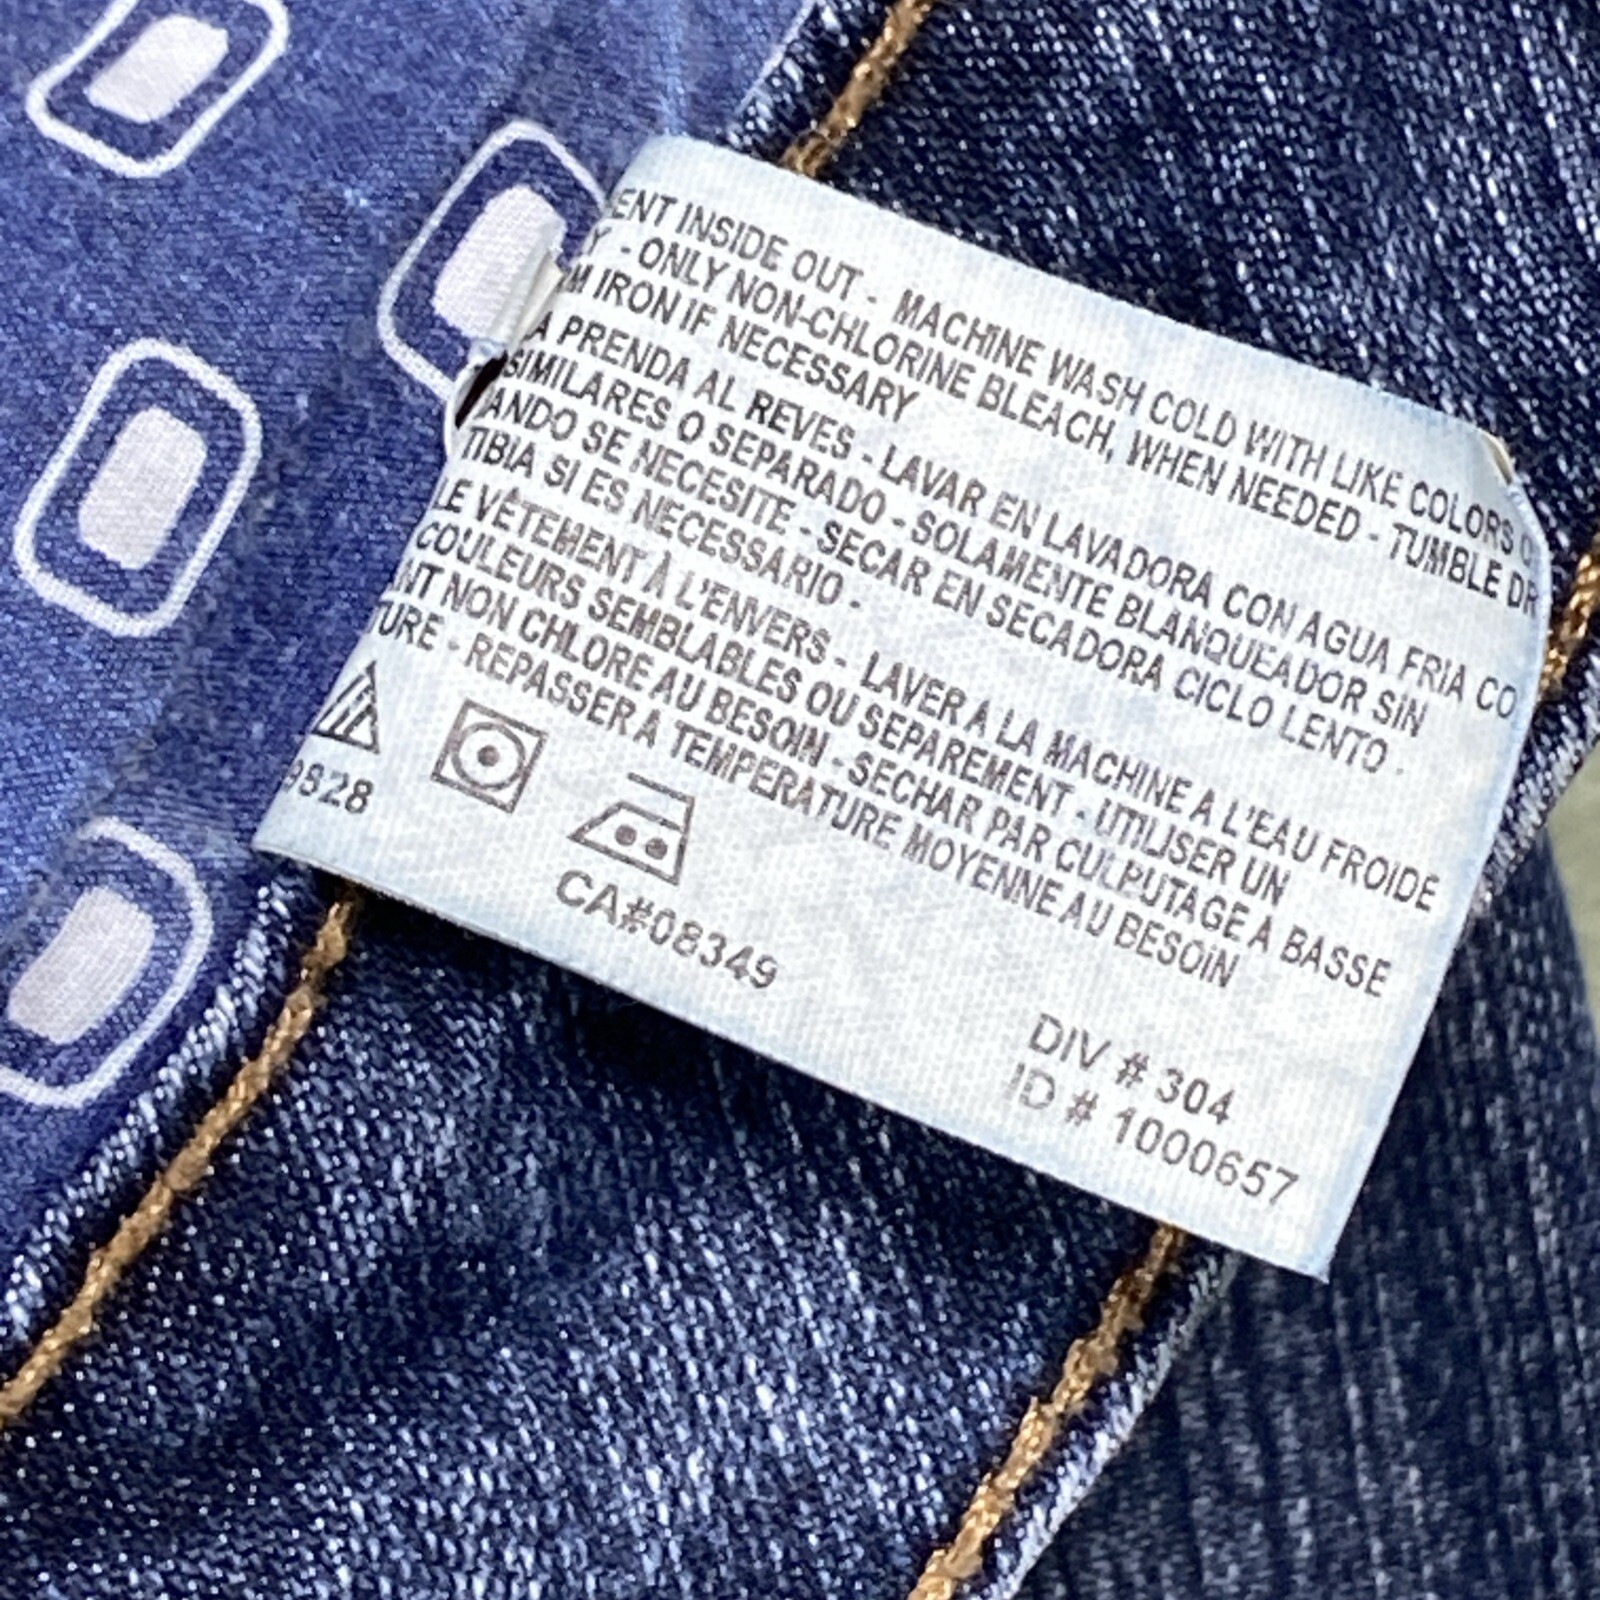 ENT INSIDE OUT - MACHINE WASH COLD WITH LIKE COLORS
Y - ONLY NON-CHLORINE BLEACH, WHEN NEEDED - TUMBLE DR
M IRON IF NECESSARY
A PRENDA AL REVES - LAVAR EN LAVADORA CON AGUA FRIA CO
SIMILARES O SEPARADO - SOLAMENTE BLANQUEADOR SIN
ANDO SE NECESITE - SECAR EN SECADORA CICLO LENTO -
TIBIA SI ES NECESSARIO -
LE VÊTEMENT À L'ENVERS - LAVER A LA MACHINE A L'EAU FROIDE
COULEURS SEMBLABLES OU SEPAREMENT - UTILISER UN
NT NON CHLORE AU BESOIN - SECHAR PAR CULPUTAGE A BASSE
TURE - REPASSER À TEMPERATURE MOYENNE AU BESOIN
9828
CA#08349
DIV # 304
ID # 1000657